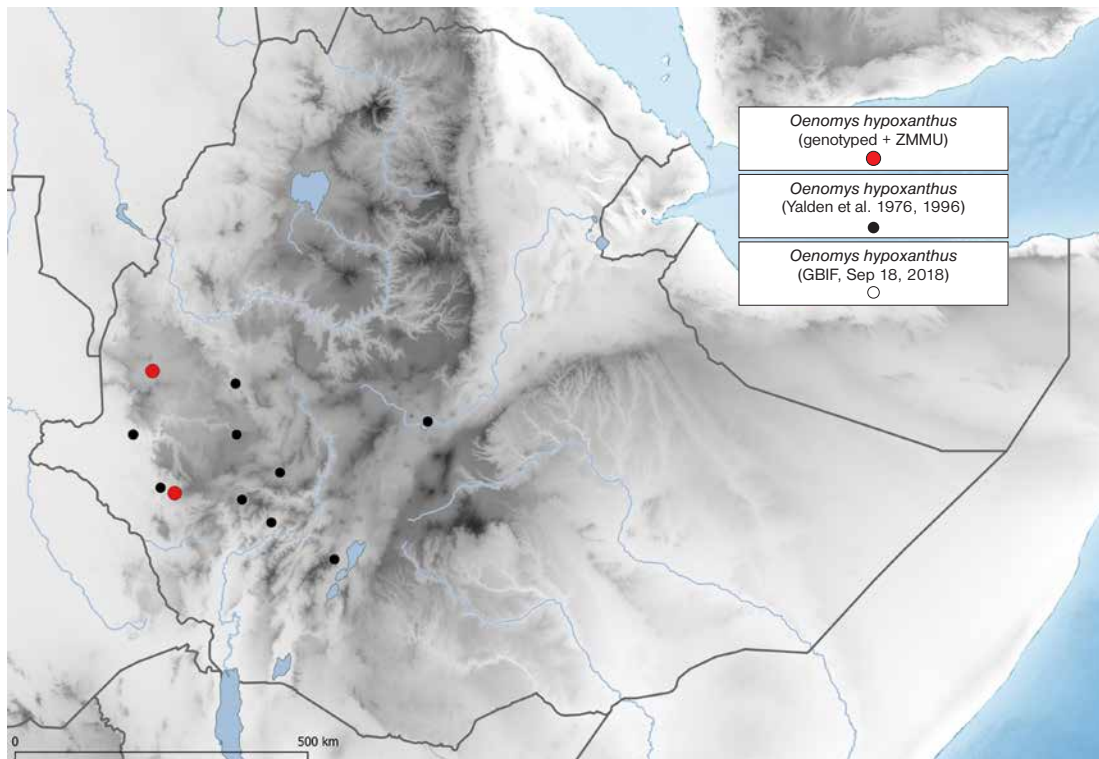 Oenomys hypoxanthus
(genotyped + ZMMU)
Oenomys hypoxanthus
(Yalden et al. 1976, 1996)
Oenomys hypoxanthus
(GBIF, Sep 18, 2018)
0 500 km